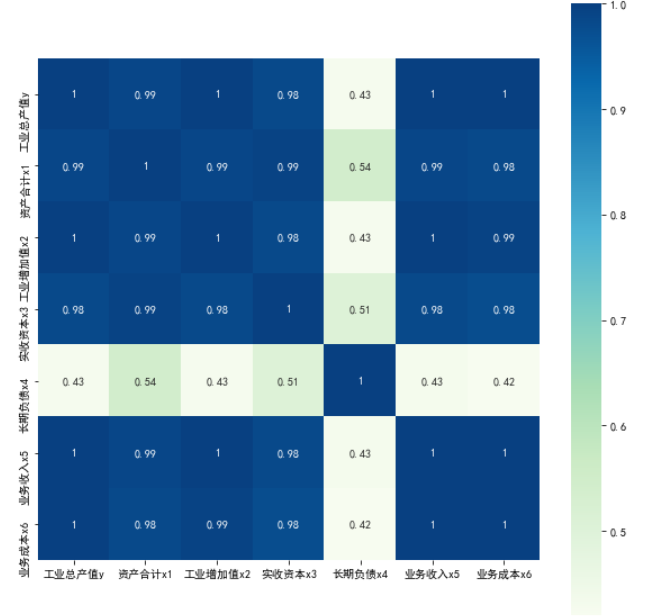 1.0
工业总产值y 1 0.99 1 0.98 0.43 1 1
0.9
资产合计x1 0.99 1 0.99 0.99 0.54 0.99 0.98
0.8
工业增加值x2 1 0.99 1 0.98 0.43 1 0.99
实收资本x3 0.98 0.99 0.98 1 0.51 0.98 0.98
0.7
长期负债x4 0.43 0.54 0.43 0.51 1 0.43 0.42
0.6
业务收入x5 1 0.99 1 0.98 0.43 1 1
业务成本x6 1 0.98 0.99 0.98 0.42 1 1
0.5
工业总产值y 资产合计x1 工业增加值x2 实收资本x3 长期负债x4 业务收入x5 业务成本x6